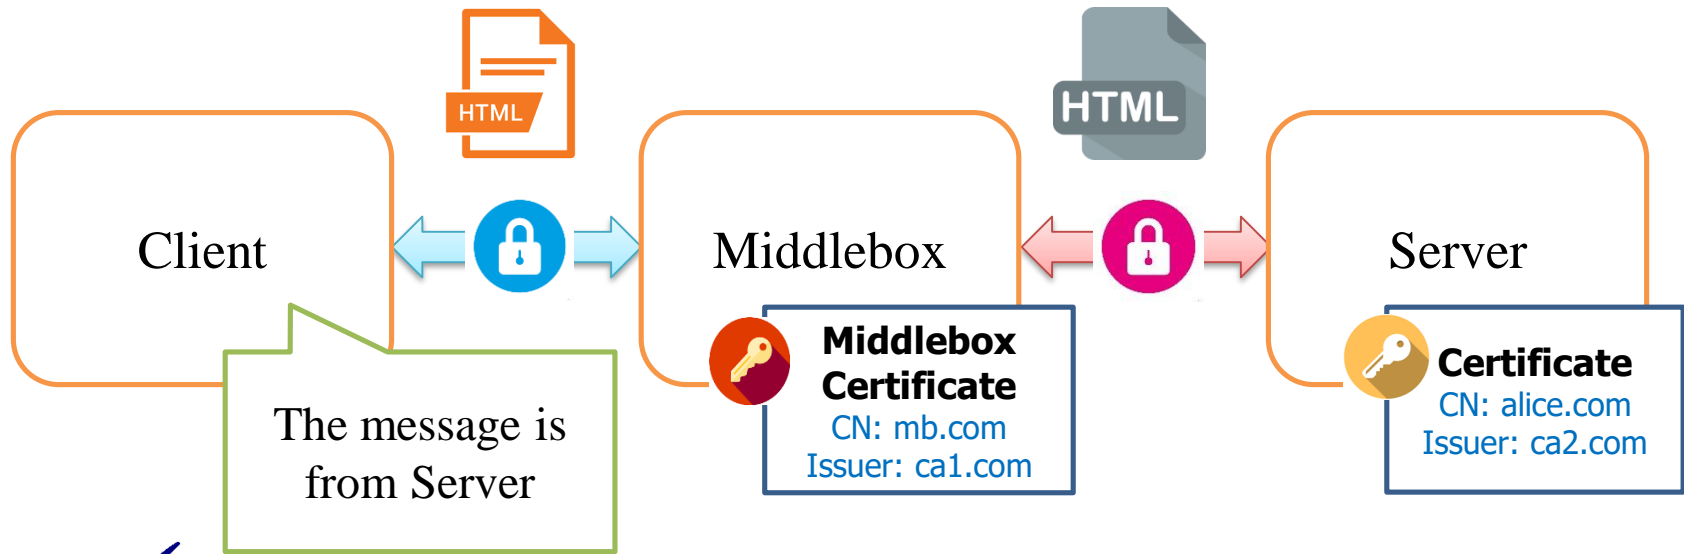 HTML
HTML
Client
Middlebox
Server
The message is
from Server
Middlebox
Certificate
CN: mb.com
Issuer: ca1.com
Certificate
CN: alice.com
Issuer: ca2.com